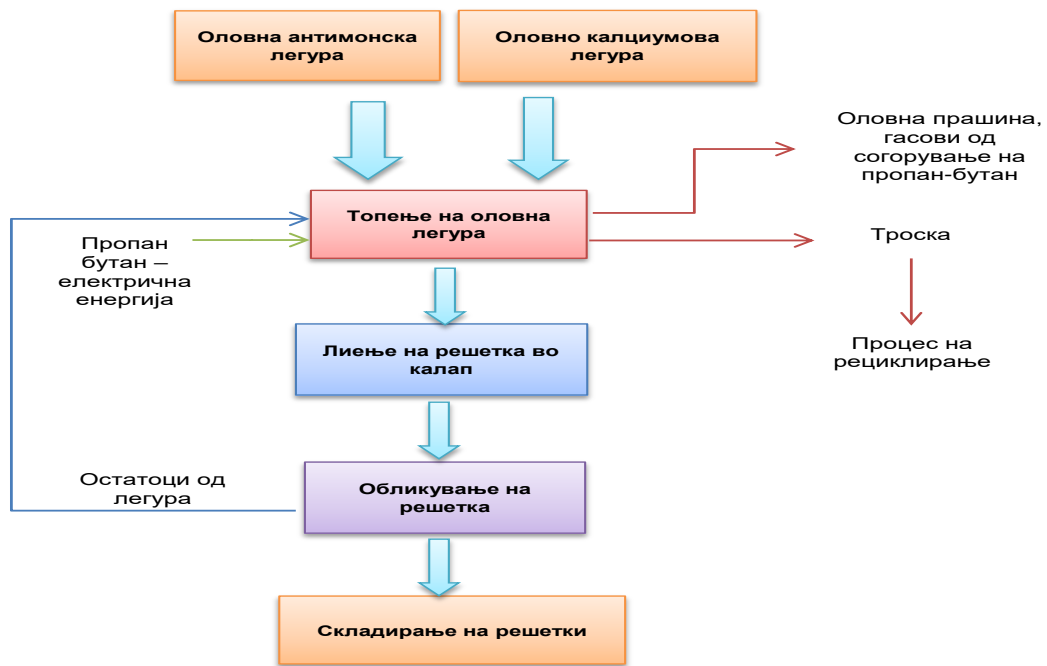 Оловна антимонска
легура
Оловно калциумова
легура
Оловна прашина,
гасови од
согорување на
пропан-бутан
Топење на оловна
легура
Пропан
бутан –
електрична
енергија
Троска
Лиење на решетка во
калап
Процес на
рециклирање
Остатоци од
легура
Обликување на
решетка
Складирање на решетки